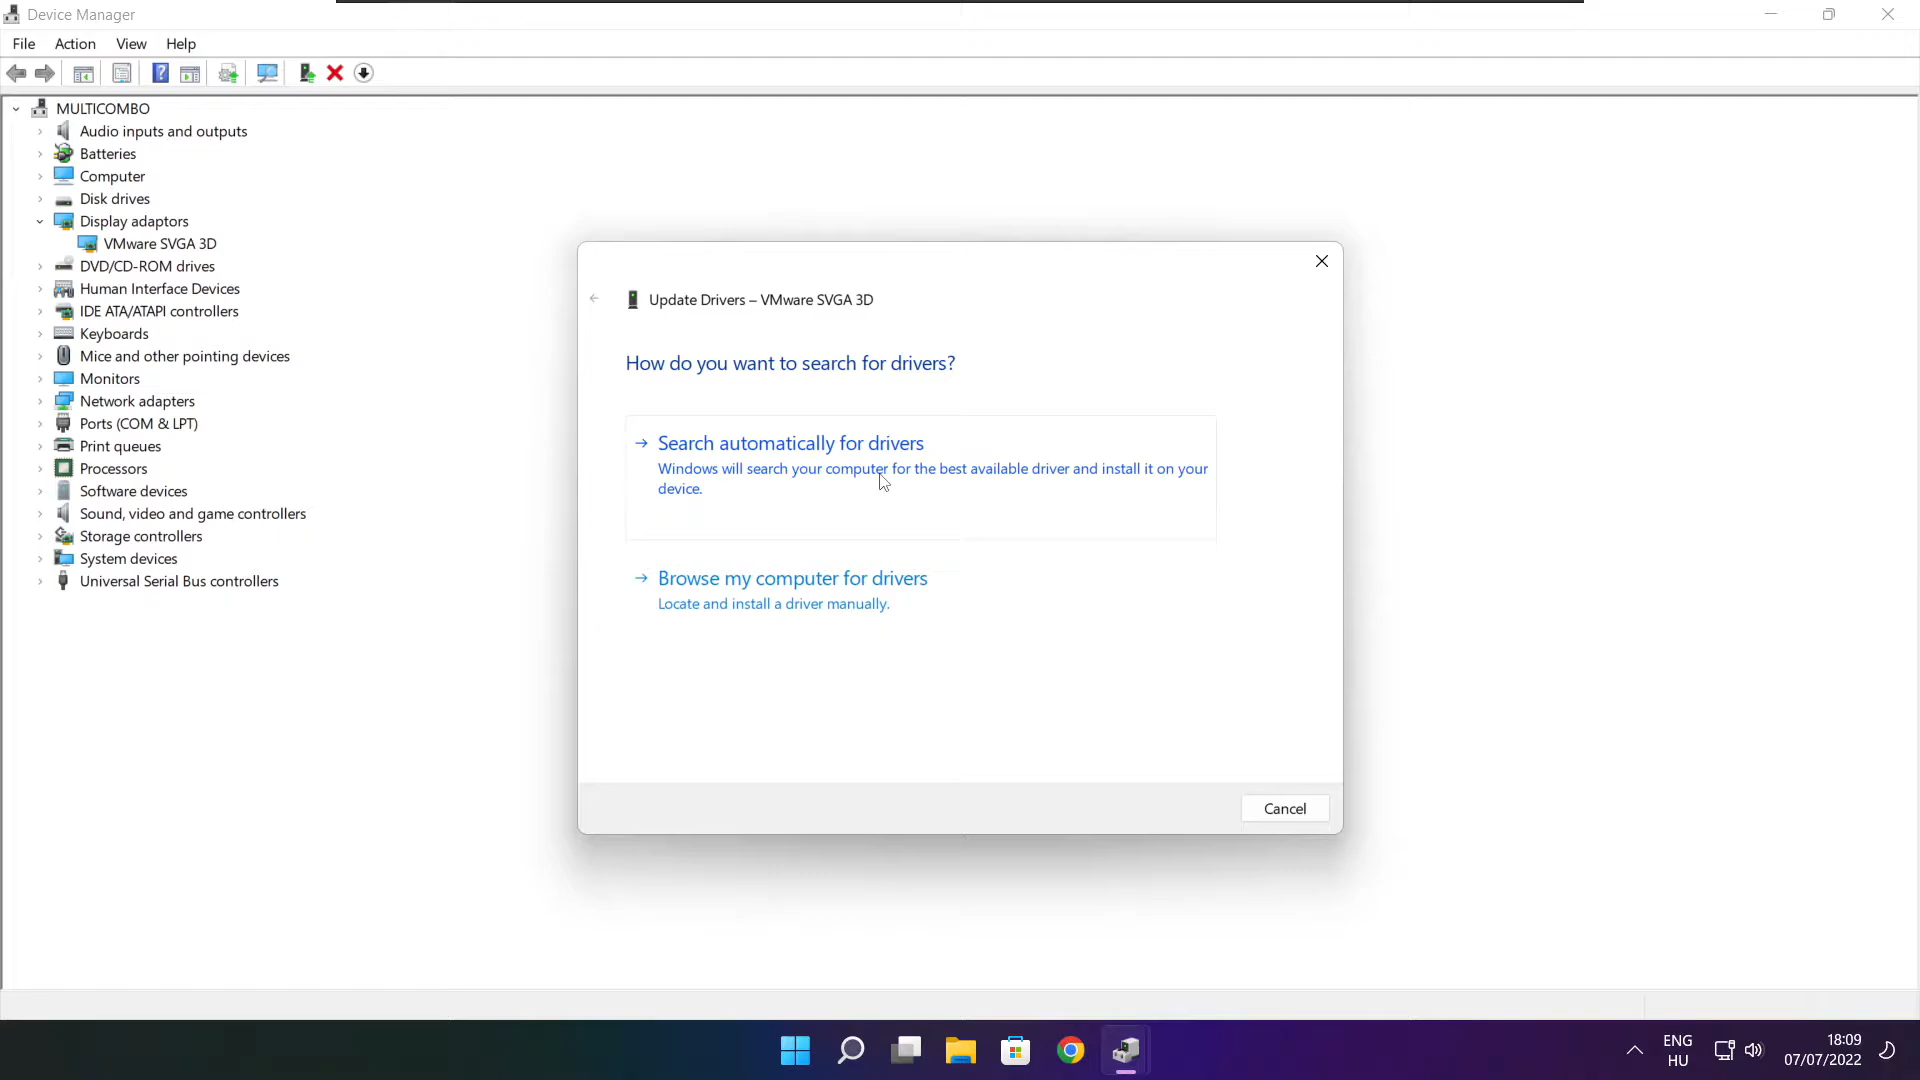 Device Manager
File Action View Help
MULTICOMBO
Audio inputs and outputs
Batteries
Computer
Disk drives
Display adaptors
VMware SVGA 3D
DVD/CD-ROM drives
Human Interface Devices
IDE ATA/ATAPI controllers
Keyboards
Mice and other pointing devices
Monitors
Network adapters
Ports (COM & LPT)
Print queues
Processors
Software devices
Sound, video and game controllers
Storage controllers
System devices
Universal Serial Bus controllers
Update Drivers – VMware SVGA 3D
How do you want to search for drivers?
Search automatically for drivers
Windows will search your computer for the best available driver and install it on your
device.
Browse my computer for drivers
Locate and install a driver manually.
Cancel
ENG
HU
18:09
07/07/2022